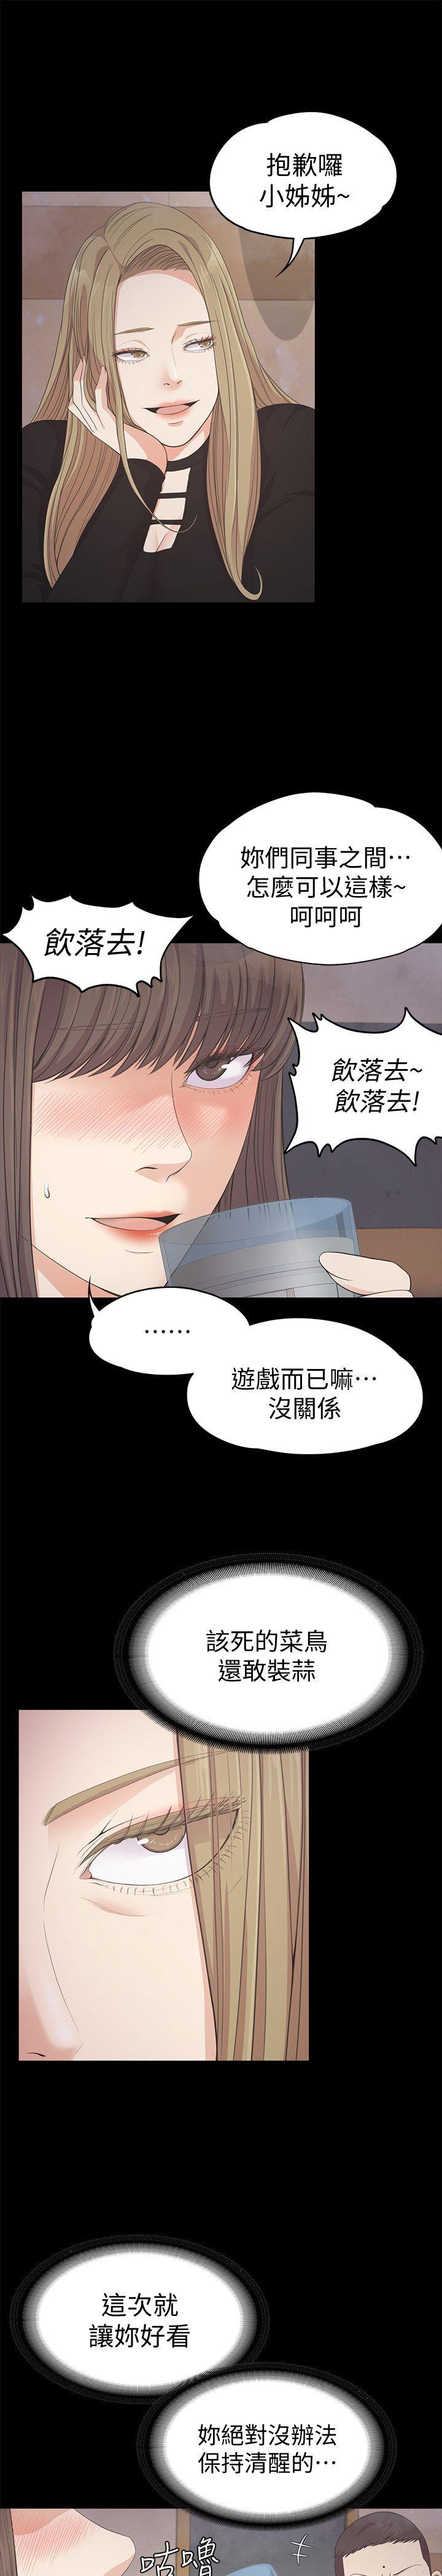 抱歉囉
小姊姊~
妳們同事之間…
怎麼可以這樣~
呵呵呵
飲落去!
飲落去~
飲落去!
……
遊戲而已嘛…
沒關係
該死的菜鳥
還敢裝蒜
這次就
讓妳好看
妳絕對沒辦法
保持清醒的…
咕嚕